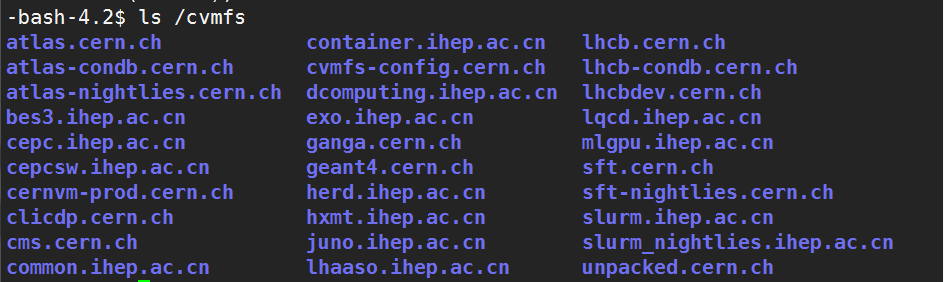 -bash-4.2$ ls /cvmfs
atlas.cern.ch container.ihep.ac.cn lhcb.cern.ch
atlas-condb.cern.ch cvmfs-config.cern.ch lhcb-condb.cern.ch
atlas-nightlies.cern.ch dcomputing.ihep.ac.cn lhcbdev.cern.ch
bes3.ihep.ac.cn exo.ihep.ac.cn lqcd.ihep.ac.cn
cepc.ihep.ac.cn ganga.cern.ch mlgpu.ihep.ac.cn
cepcsw.ihep.ac.cn geant4.cern.ch sft.cern.ch
cernvm-prod.cern.ch herd.ihep.ac.cn sft-nightlies.cern.ch
clicdp.cern.ch hxmt.ihep.ac.cn slurm.ihep.ac.cn
cms.cern.ch juno.ihep.ac.cn slurm_nightlies.ihep.ac.cn
common.ihep.ac.cn lhaaso.ihep.ac.cn unpacked.cern.ch